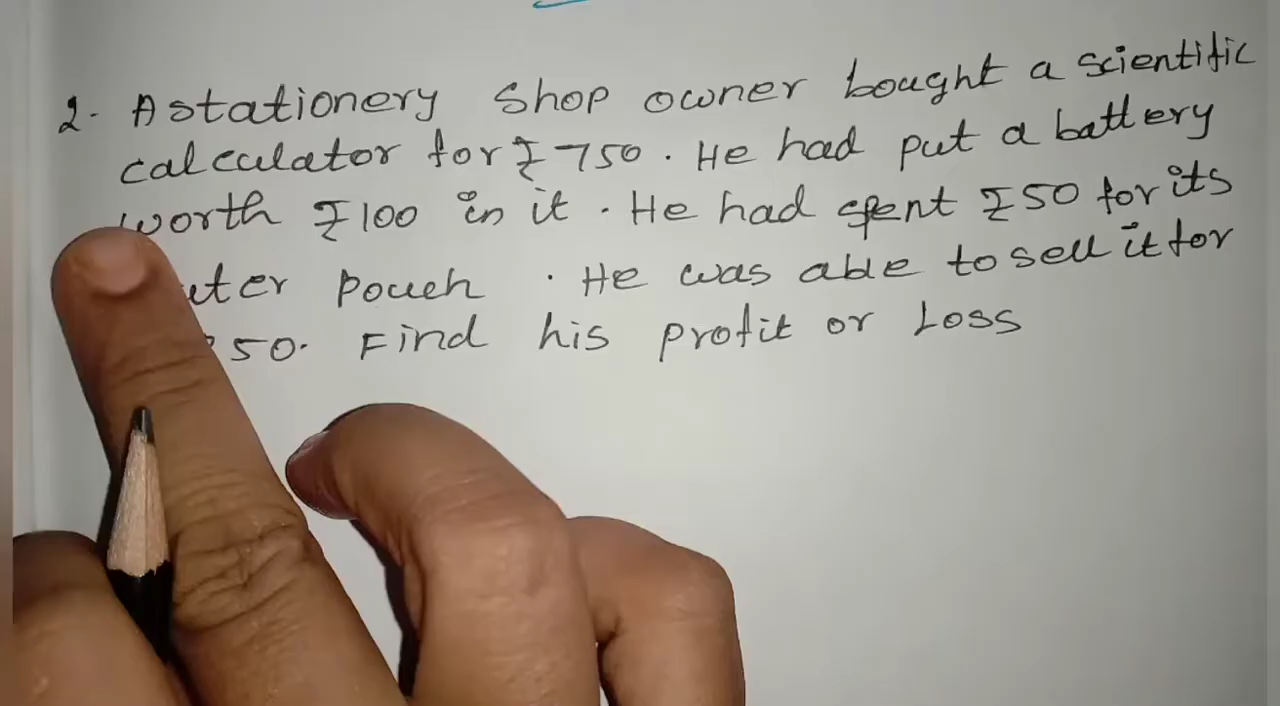 2. A stationery shop owner bought a scientific
calculator for ₹750. He had put a battery
worth ₹100 in it. He had spent ₹50 for its
pouch. He was able to sell it for
50. Find his profit or Loss